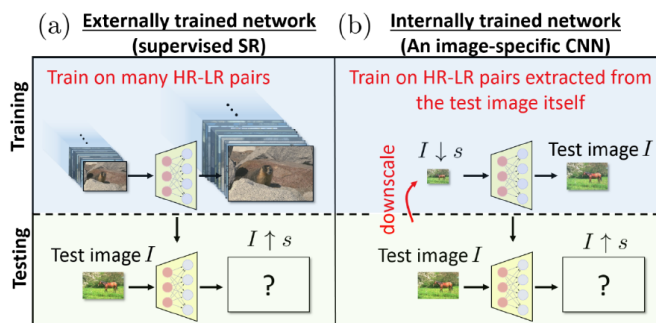 (a) Externally trained network
(supervised SR)
(b) Internally trained network
(An image-specific CNN)
Training
Train on many HR-LR pairs
Train on HR-LR pairs extracted from
the test image itself
I ↓ s
Test image I
downscale
Testing
Test image I
I ↑ s
?
Test image I
I ↑ s
?